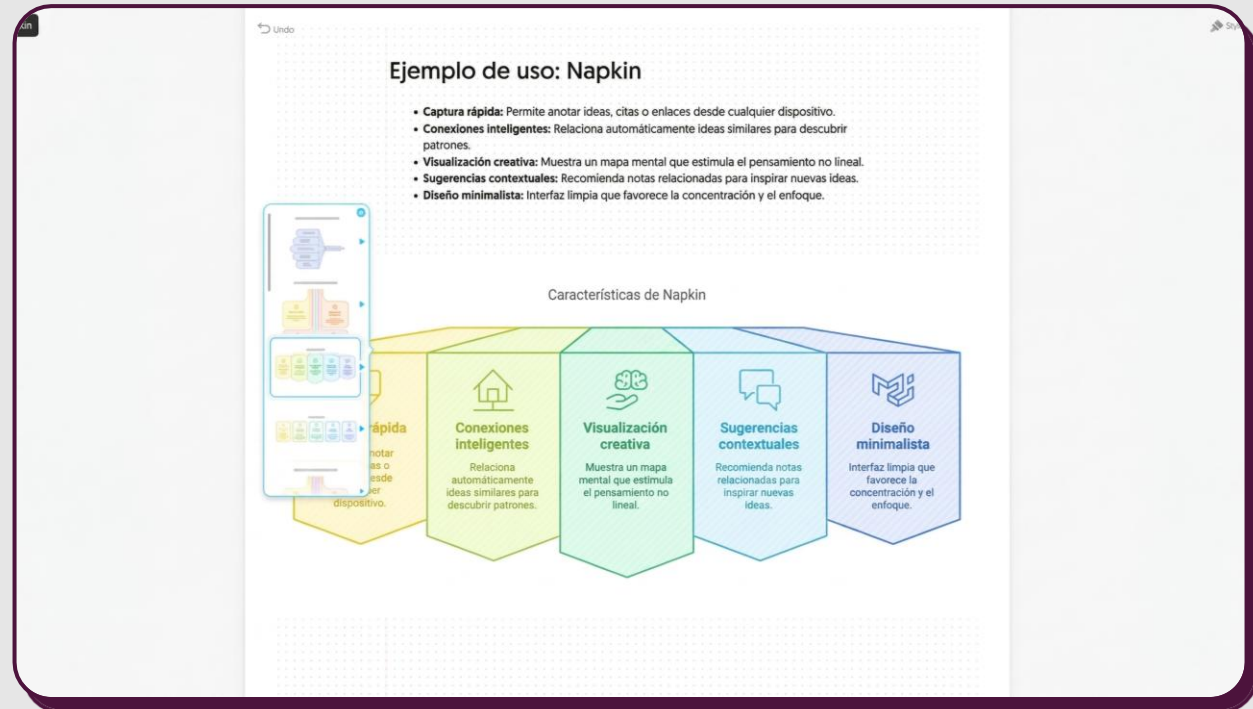 Undo
Ejemplo de uso: Napkin
• Captura rápida: Permite anotar ideas, citas o enlaces desde cualquier dispositivo.
• Conexiones inteligentes: Relaciona automáticamente ideas similares para descubrir
patrones.
• Visualización creativa: Muestra un mapa mental que estimula el pensamiento no lineal.
• Sugerencias contextuales: Recomienda notas relacionadas para inspirar nuevas ideas.
• Diseño minimalista: Interfaz limpia que favorece la concentración y el enfoque.
Características de Napkin
rápida
dispositivo.
Conexiones
inteligentes
Relaciona
automáticamente
ideas similares para
descubrir patrones.
Visualización
creativa
Muestra un mapa
mental que estimula
el pensamiento no
lineal.
Sugerencias
contextuales
Recomienda notas
relacionadas para
inspirar nuevas
ideas.
Diseño
minimalista
Interfaz limpia que
favorece la
concentración y el
enfoque.